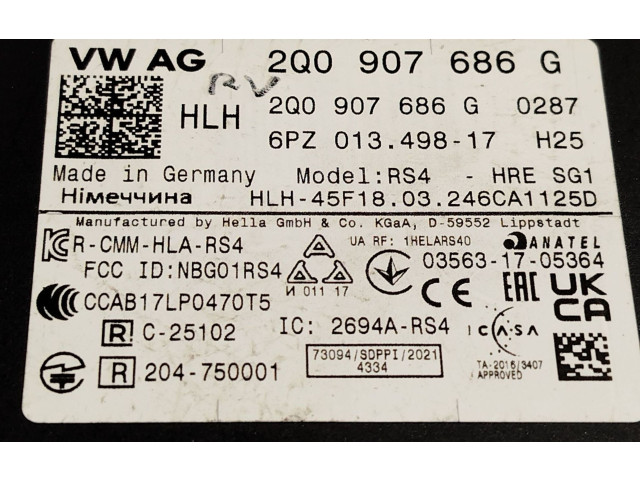 VW AG 2Q0 907 686 G
RV
HLH 2Q0 907 686 G 0287
6PZ 013.498-17 H25
Made in Germany Model:RS4 - HRE SG1
Німеччина HLH-45F18.03.246CA1125D
Manufactured by Hella GmbH & Co. KGaA, D-59552 Lippstadt
R-CMM-HLA-RS4 UA RF: 1HELARS40 ANATEL
FCC ID:NBG01RS4 И 011 17 03563-17-05364
CCAB17LP0470T5 CE EAC UK CA
R C-25102 IC: 2694A-RS4 ICASA
R 204-750001 73094/SDPPI/2021 4334 TA-2016/3407 APPROVED